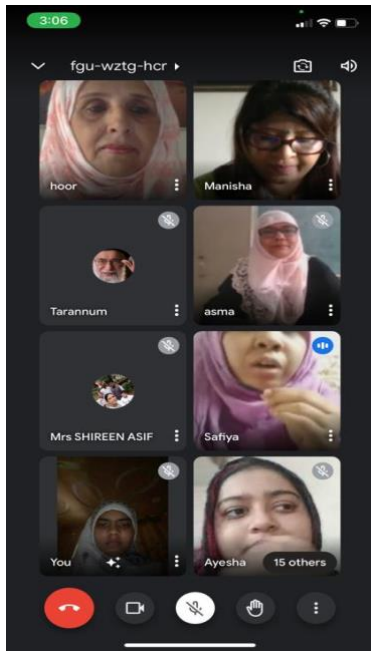 3:06
fgu-wztg-hcr
hoor
Manisha
Tarannum
asma
Mrs SHIREEN ASIF
Safiya
You
Ayesha
15 others